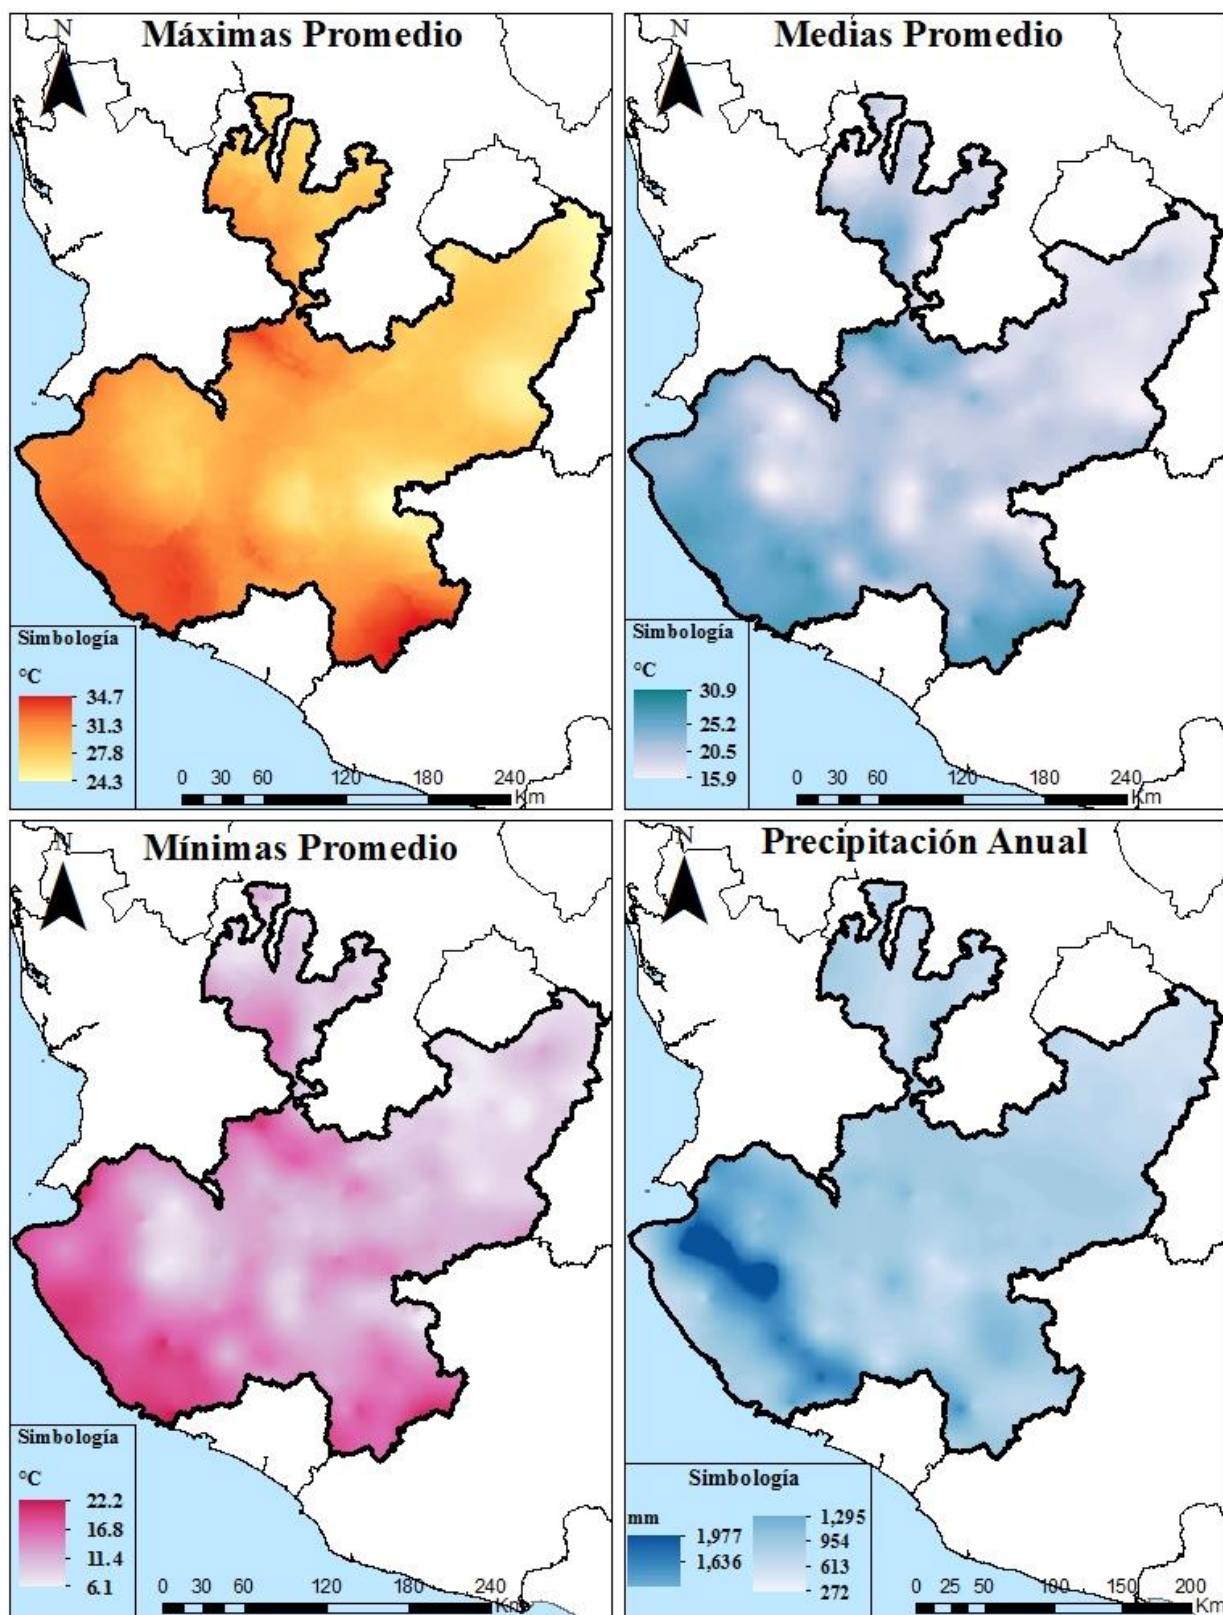 Máximas Promedio
N
Simbología
°C
34.7
31.3
27.8
24.3
0 30 60 120 180 240
Km
Medias Promedio
N
Simbología
°C
30.9
25.2
20.5
15.9
0 30 60 120 180 240
Km
Mínimas Promedio
N
Simbología
°C
22.2
16.8
11.4
6.1
0 30 60 120 180 240
Km
Precipitación Anual
N
Simbología
mm
1,977
1,636
1,295
954
613
272
0 25 50 100 150 200
Km